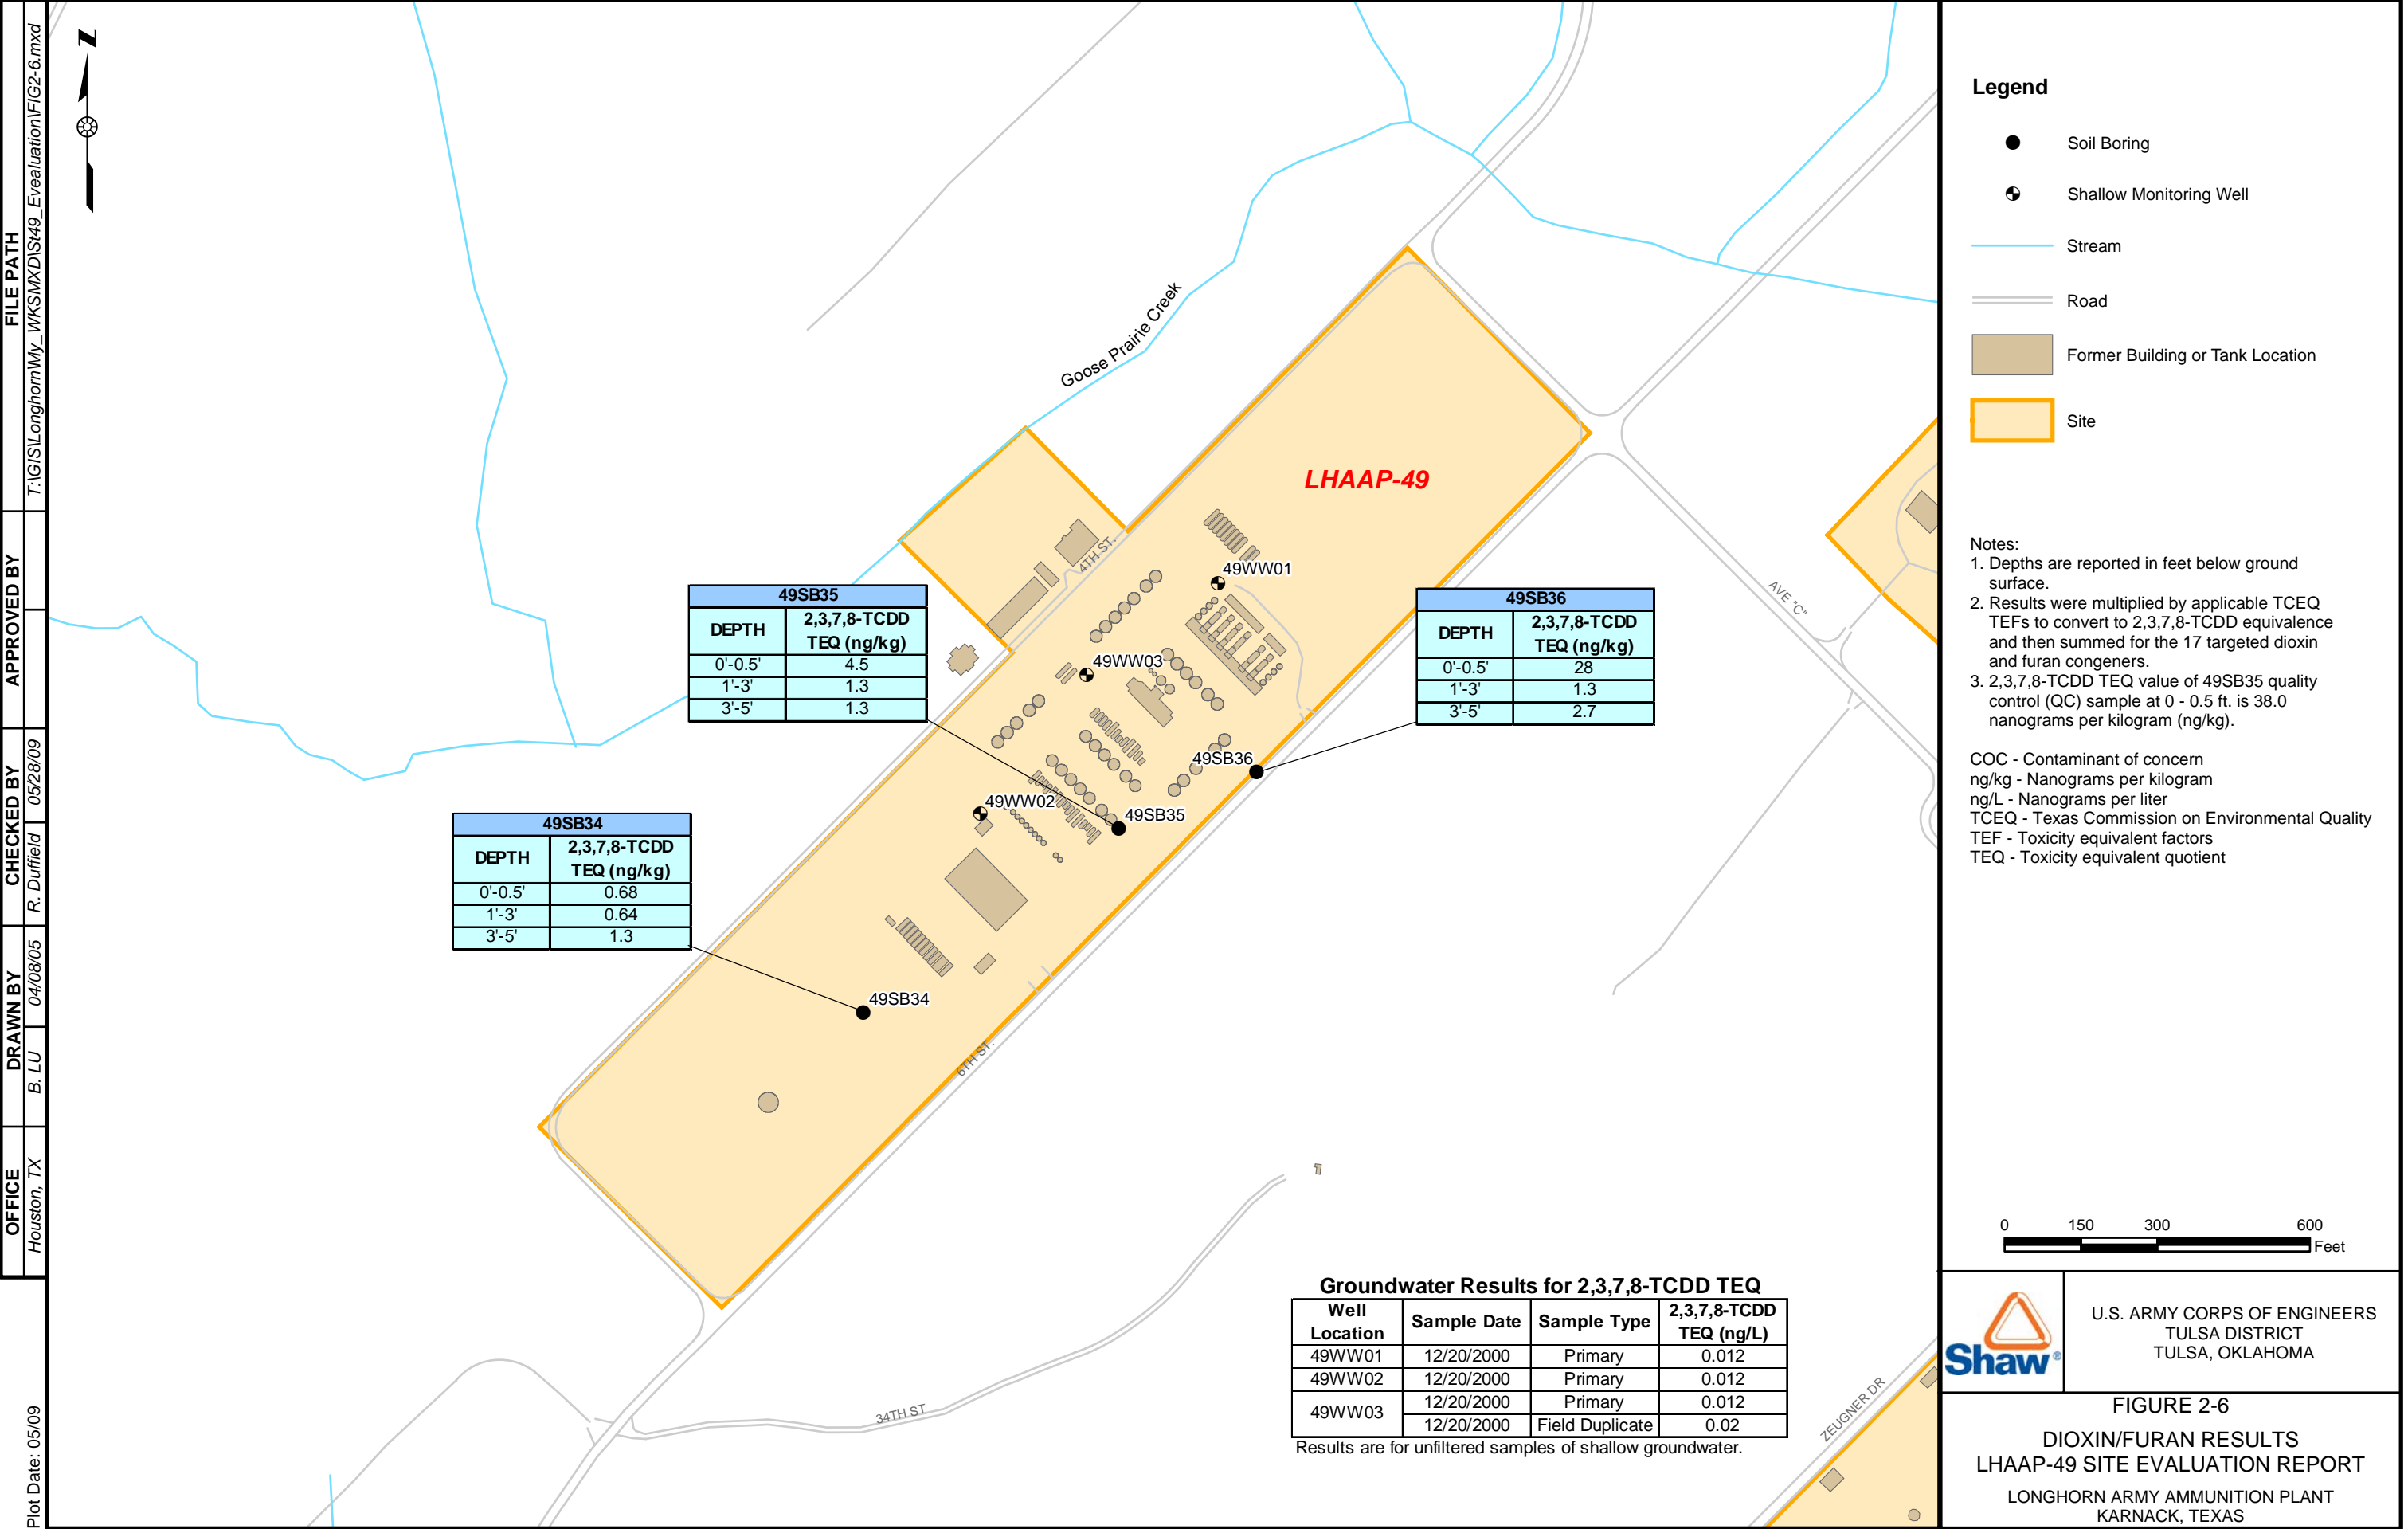 FILE PATH
T:\GIS\Longhorn\My_WKSMXD\St49_Evealuation\FIG2-6.mxd
APPROVED BY
CHECKED BY
R. Duffield
05/28/09
DRAWN BY
B. LU
04/08/05
OFFICE
Houston, TX
Plot Date: 05/09
N
Goose Prairie Creek
LHAAP-49
4TH ST.
6TH ST.
AVE "C"
34TH ST
ZEUGNER DR
49WW01
49WW03
49WW02
49SB36
49SB35
49SB34
49SB35
DEPTH 2,3,7,8-TCDD
TEQ (ng/kg)
0'-0.5' 4.5
1'-3' 1.3
3'-5' 1.3
49SB36
DEPTH 2,3,7,8-TCDD
TEQ (ng/kg)
0'-0.5' 28
1'-3' 1.3
3'-5' 2.7
49SB34
DEPTH 2,3,7,8-TCDD
TEQ (ng/kg)
0'-0.5' 0.68
1'-3' 0.64
3'-5' 1.3
Groundwater Results for 2,3,7,8-TCDD TEQ
Well Location Sample Date Sample Type 2,3,7,8-TCDD TEQ (ng/L)
49WW01 12/20/2000 Primary 0.012
49WW02 12/20/2000 Primary 0.012
49WW03 12/20/2000 Primary 0.012
12/20/2000 Field Duplicate 0.02
Results are for unfiltered samples of shallow groundwater.
Legend
Soil Boring
Shallow Monitoring Well
Stream
Road
Former Building or Tank Location
Site
Notes:
1. Depths are reported in feet below ground
surface.
2. Results were multiplied by applicable TCEQ
TEFs to convert to 2,3,7,8-TCDD equivalence
and then summed for the 17 targeted dioxin
and furan congeners.
3. 2,3,7,8-TCDD TEQ value of 49SB35 quality
control (QC) sample at 0 - 0.5 ft. is 38.0
nanograms per kilogram (ng/kg).
COC - Contaminant of concern
ng/kg - Nanograms per kilogram
ng/L - Nanograms per liter
TCEQ - Texas Commission on Environmental Quality
TEF - Toxicity equivalent factors
TEQ - Toxicity equivalent quotient
0 150 300 600
Feet
Shaw®
U.S. ARMY CORPS OF ENGINEERS
TULSA DISTRICT
TULSA, OKLAHOMA
FIGURE 2-6
DIOXIN/FURAN RESULTS
LHAAP-49 SITE EVALUATION REPORT
LONGHORN ARMY AMMUNITION PLANT
KARNACK, TEXAS